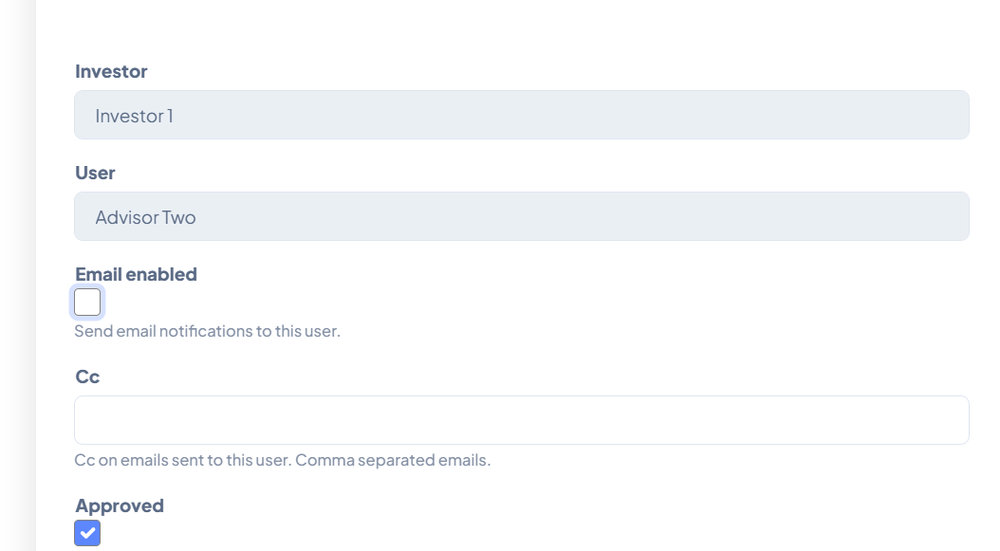 Investor
Investor 1
User
Advisor Two
Email enabled
Send email notifications to this user.
Cc
Cc on emails sent to this user. Comma separated emails.
Approved